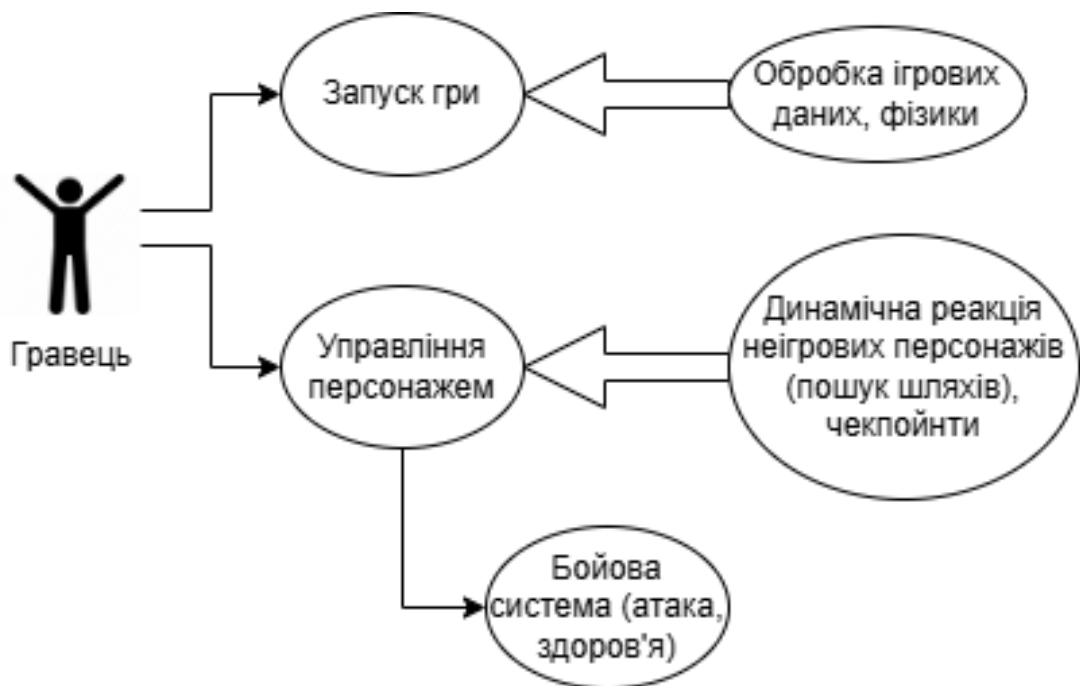 Запуск гри
Обробка ігрових
даних, фізики
Гравець
Управління
персонажем
Динамічна реакція
неігрових персонажів
(пошук шляхів),
чекпойнти
Бойова
система (атака,
здоров'я)